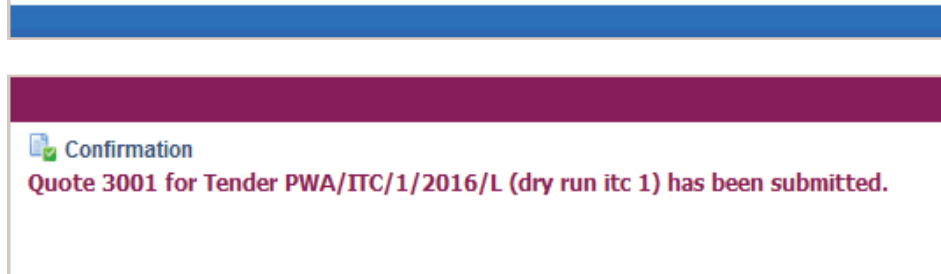 Confirmation
Quote 3001 for Tender PWA/ITC/1/2016/L (dry run itc 1) has been submitted.